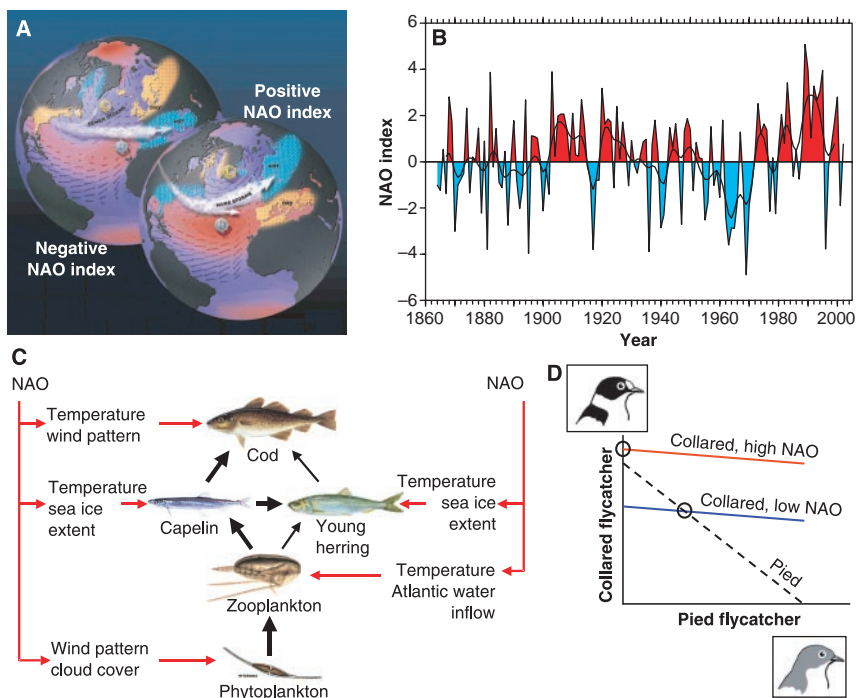 A
Positive
NAO index
Negative
NAO index
B
NAO index
6
4
2
0
−2
−4
−6
1860
1880
1900
1920
1940
1960
1980
2000
Year
C
NAO
NAO
Temperature
wind pattern
Cod
Temperature
sea ice
extent
Capelin
Young
herring
Temperature
sea ice
extent
Zooplankton
Temperature
Atlantic water
inflow
Wind pattern
cloud cover
Phytoplankton
D
Collared flycatcher
Collared, high NAO
Collared, low NAO
Pied
Pied flycatcher